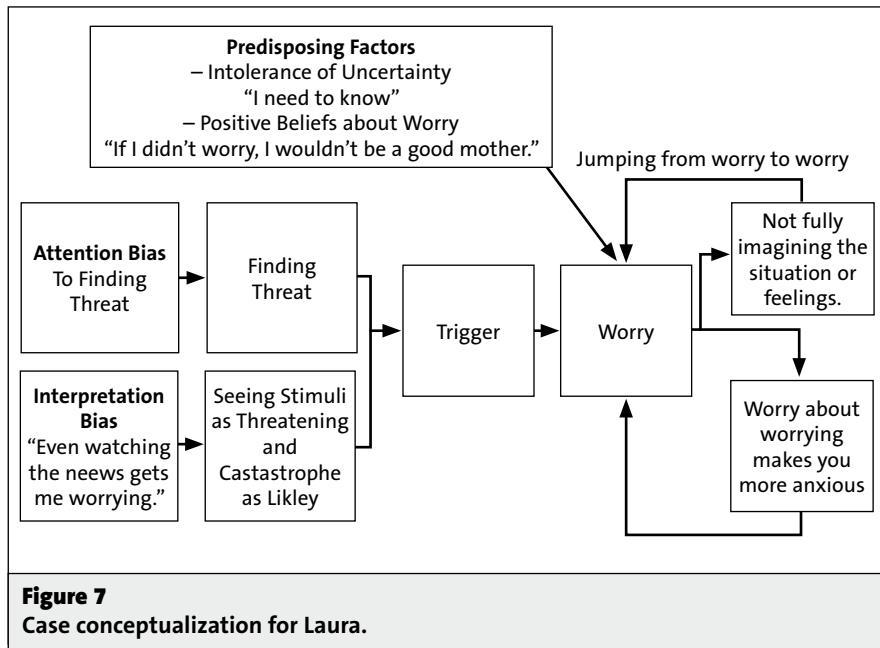 Predisposing Factors
– Intolerance of Uncertainty
“I need to know”
– Positive Beliefs about Worry
“If I didn’t worry, I wouldn’t be a good mother.”
Jumping from worry to worry
Attention Bias
To Finding
Threat
Finding
Threat
Trigger
Worry
Not fully
imagining the
situation or
feelings.
Interpretation
Bias
“Even watching
the neews gets
me worrying.”
Seeing Stimuli
as Threatening
and
Castastrophe
as Likley
Worry about
worrying
makes you
more anxious
Figure 7
Case conceptualization for Laura.